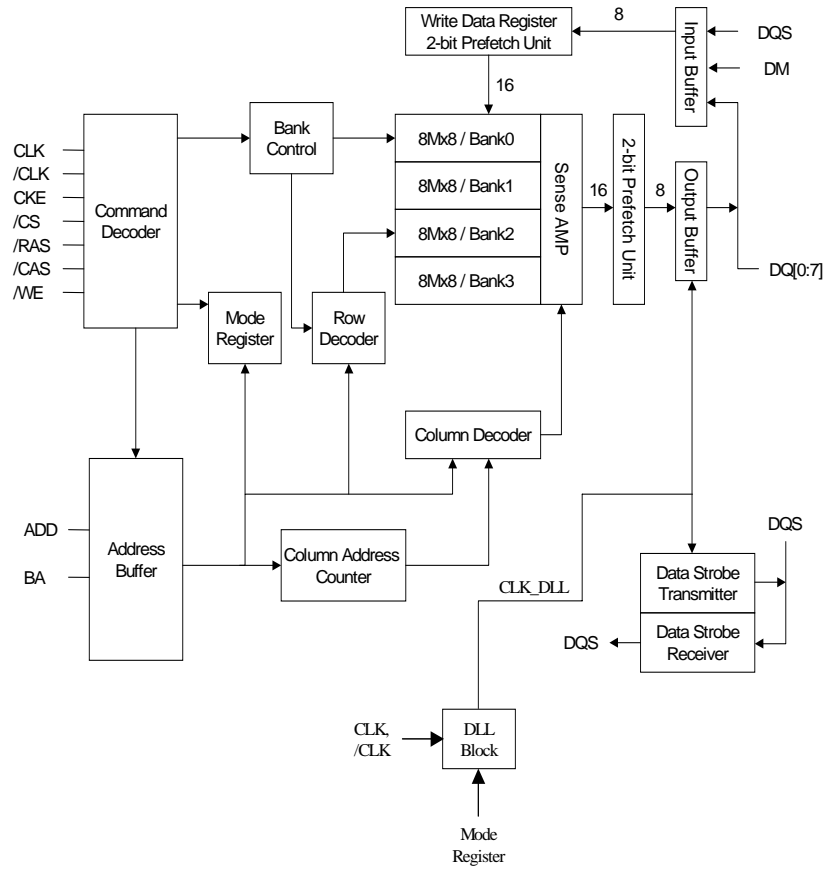 Write Data Register
2-bit Prefetch Unit
8
Input Buffer
DQS
DM
16
Bank
Control
8Mx8 / Bank0
8Mx8 / Bank1
8Mx8 / Bank2
8Mx8 / Bank3
Sense AMP
16
2-bit Prefetch Unit
8
Output Buffer
DQ[0:7]
CLK
/CLK
CKE
/CS
/RAS
/CAS
/WE
Command
Decoder
Mode
Register
Row
Decoder
Column Decoder
ADD
BA
Address
Buffer
Column Address
Counter
CLK_DLL
DQS
Data Strobe
Transmitter
Data Strobe
Receiver
DQS
CLK,
/CLK
DLL
Block
Mode
Register